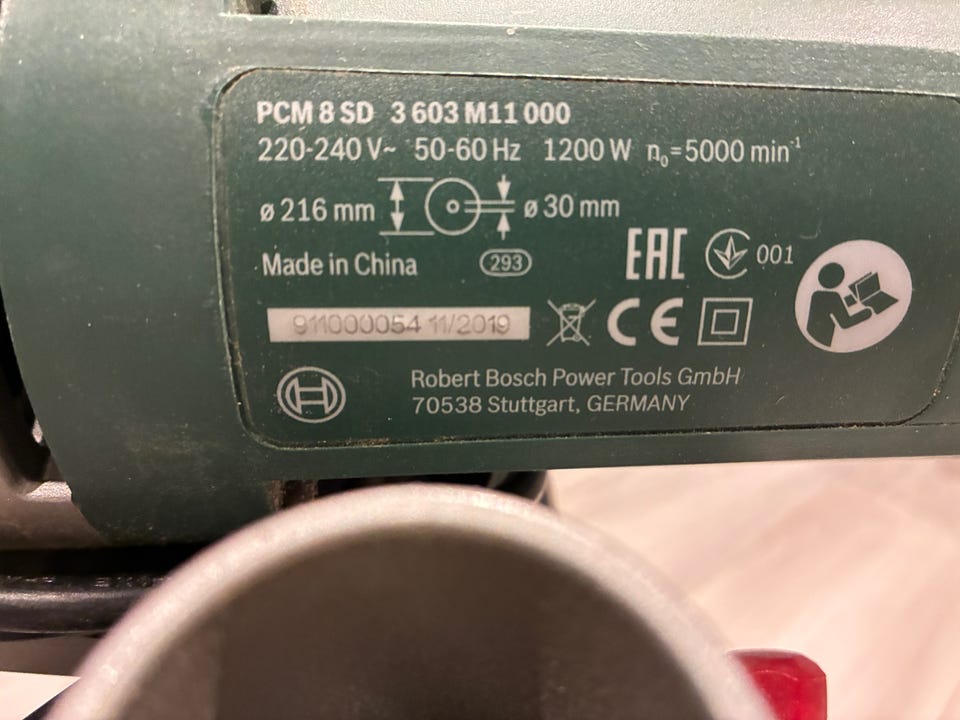 PCM 8 SD 3 603 M11 000
220-240 V~ 50-60 Hz 1200 W n₀=5000 min⁻¹
ø 216 mm ø 30 mm
Made in China 293
EAC 001
911000054 11/2019 CE
Robert Bosch Power Tools GmbH
70538 Stuttgart, GERMANY